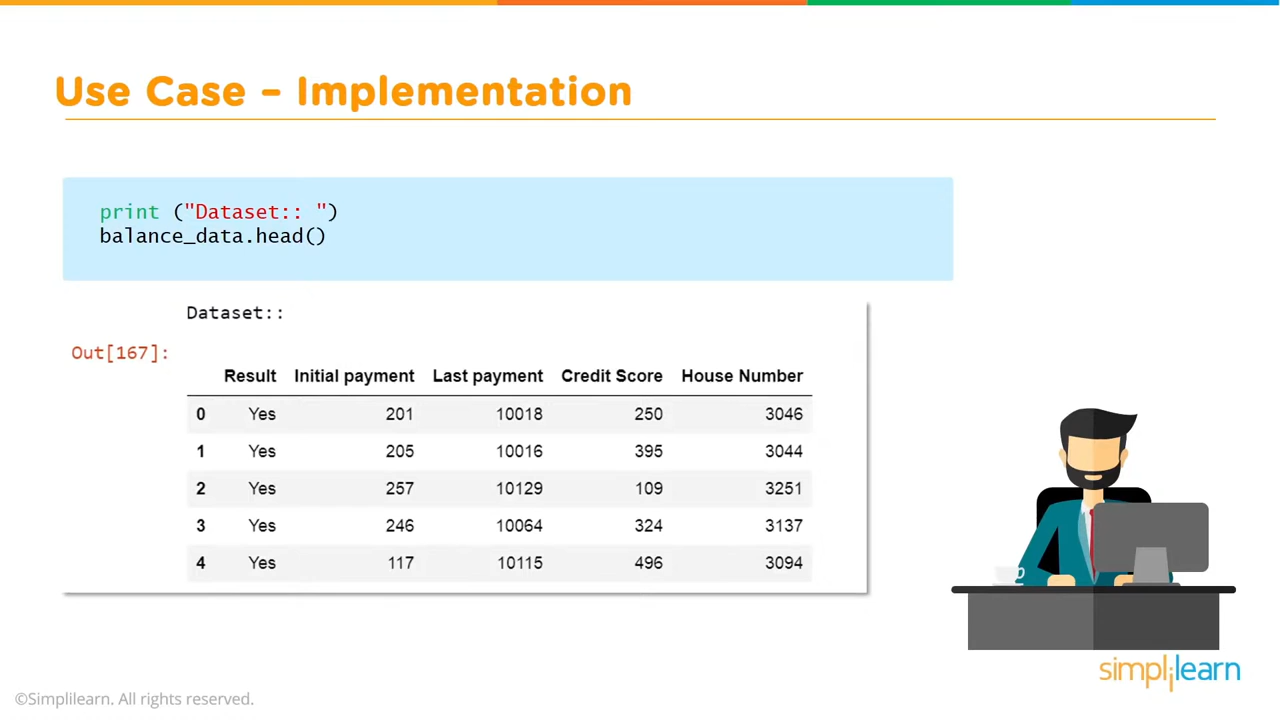 Use Case – Implementation
print ("Dataset:: ")
balance_data.head()
Dataset::
Out[167]:
Result Initial payment Last payment Credit Score House Number
0 Yes 201 10018 250 3046
1 Yes 205 10016 395 3044
2 Yes 257 10129 109 3251
3 Yes 246 10064 324 3137
4 Yes 117 10115 496 3094
simplilearn
©Simplilearn. All rights reserved.